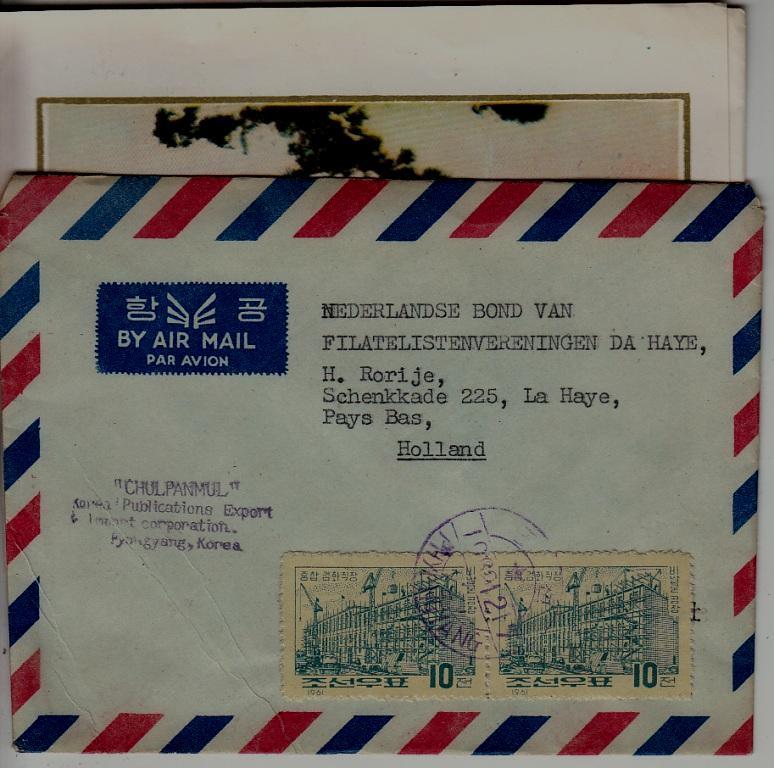 항 공
BY AIR MAIL
PAR AVION
NEDERLANDSE BOND VAN
FILATELISTENVERENINGEN DA HAYE,
H. Rorije,
Schenkkade 225, La Haye,
Pays Bas,
Holland
"CHULPANMUL"
Korea Publications Export
& Import corporation.
Pyongyang, Korea
조선우표
1961
10전
조선우표
1961
10전